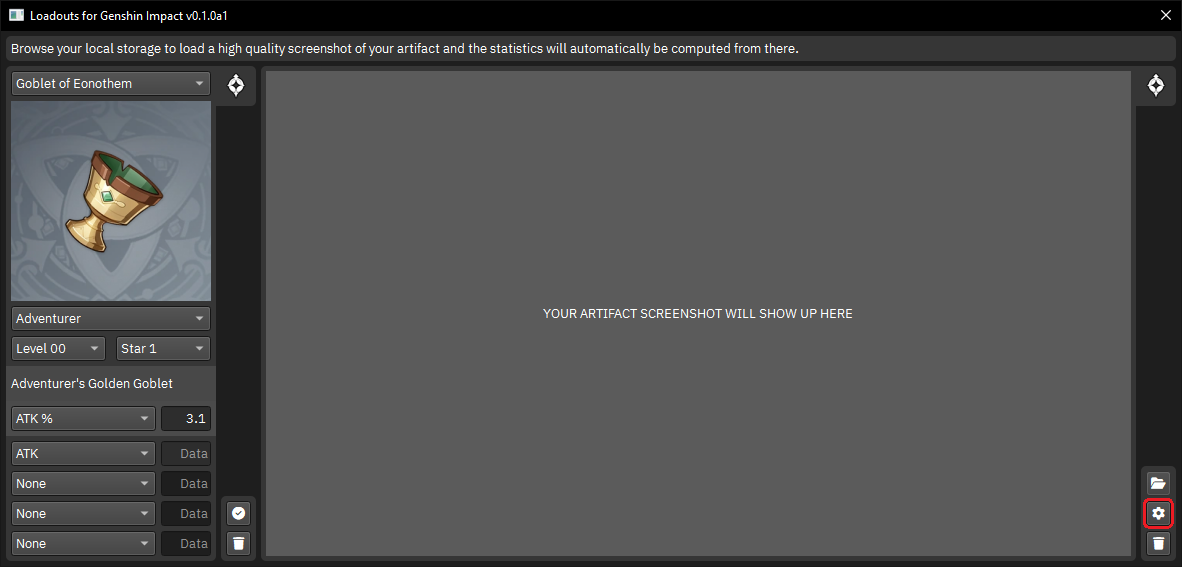 Loadouts for Genshin Impact v0.1.0a1
Browse your local storage to load a high quality screenshot of your artifact and the statistics will automatically be computed from there.
Goblet of Eonothem
Adventurer
Level 00 Star 1
Adventurer's Golden Goblet
ATK % 3.1
ATK Data
None Data
None Data
None Data
YOUR ARTIFACT SCREENSHOT WILL SHOW UP HERE